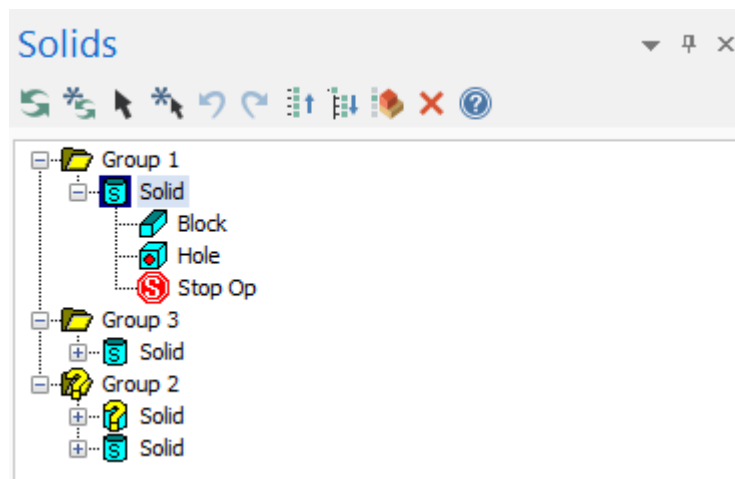 Solids
Group 1
Solid
Block
Hole
Stop Op
Group 3
Solid
Group 2
Solid
Solid